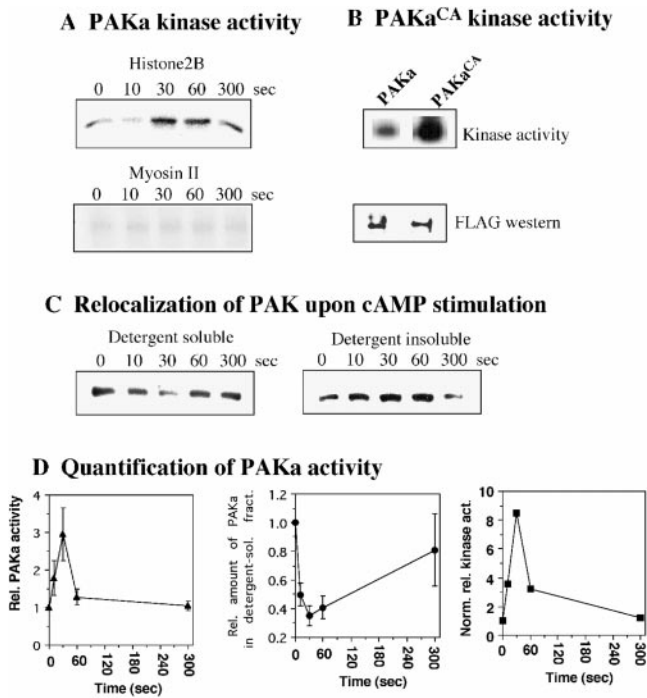 A PAKa kinase activity
Histone2B
0 10 30 60 300 sec
Myosin II
0 10 30 60 300 sec
B PAKa^CA kinase activity
PAKa PAKa^CA
Kinase activity
FLAG western
C Relocalization of PAK upon cAMP stimulation
Detergent soluble
0 10 30 60 300 sec
Detergent insoluble
0 10 30 60 300 sec
D Quantification of PAKa activity
Rel. PAKa activity
4
3
2
1
0
0 60 120 180 240 300
Time (sec)
Rel. amount of PAKa
in detergent-sol. fract.
1.2
1.0
0.8
0.6
0.4
0.2
0 60 120 180 240 300
Time (sec)
Norm. rel. kinase act.
10
8
6
4
2
0
0 60 120 180 240 300
Time (sec)